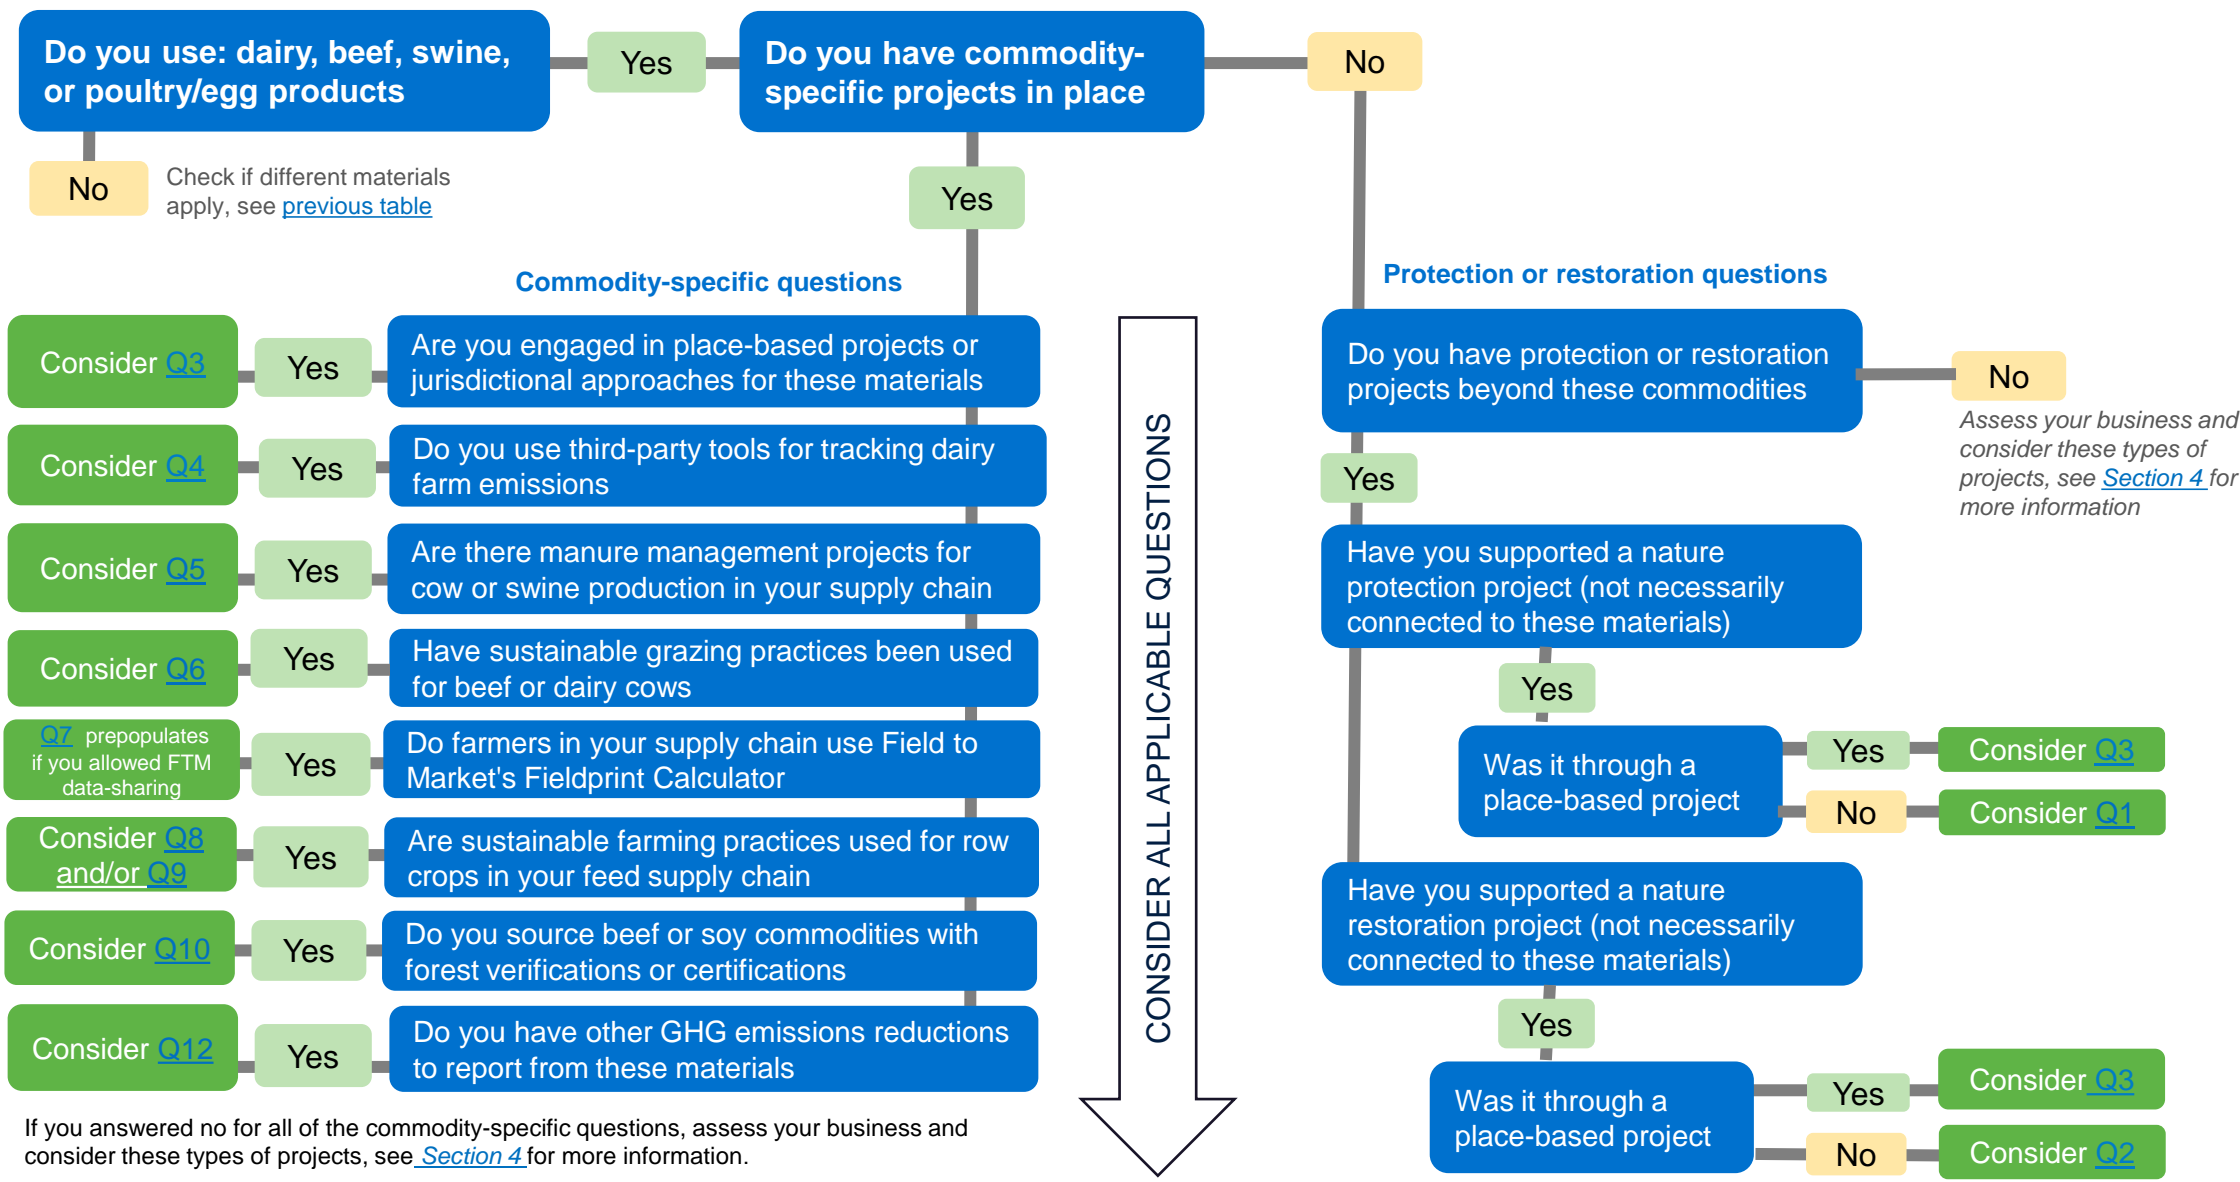 Do you use: dairy, beef, swine,
or poultry/egg products
Yes
Do you have commodity-
specific projects in place
No
No
Check if different materials
apply, see previous table
Yes
Commodity-specific questions
Consider Q3
Yes
Are you engaged in place-based projects or
jurisdictional approaches for these materials
Consider Q4
Yes
Do you use third-party tools for tracking dairy
farm emissions
Consider Q5
Yes
Are there manure management projects for
cow or swine production in your supply chain
Consider Q6
Yes
Have sustainable grazing practices been used
for beef or dairy cows
Q7 prepopulates
if you allowed FTM
data-sharing
Yes
Do farmers in your supply chain use Field to
Market's Fieldprint Calculator
Consider Q8
and/or Q9
Yes
Are sustainable farming practices used for row
crops in your feed supply chain
Consider Q10
Yes
Do you source beef or soy commodities with
forest verifications or certifications
Consider Q12
Yes
Do you have other GHG emissions reductions
to report from these materials
If you answered no for all of the commodity-specific questions, assess your business and
consider these types of projects, see Section 4 for more information.
CONSIDER ALL APPLICABLE QUESTIONS
Protection or restoration questions
Do you have protection or restoration
projects beyond these commodities
No
Assess your business and
consider these types of
projects, see Section 4 for
more information
Yes
Have you supported a nature
protection project (not necessarily
connected to these materials)
Yes
Was it through a
place-based project
Yes
Consider Q3
No
Consider Q1
Have you supported a nature
restoration project (not necessarily
connected to these materials)
Yes
Was it through a
place-based project
Yes
Consider Q3
No
Consider Q2